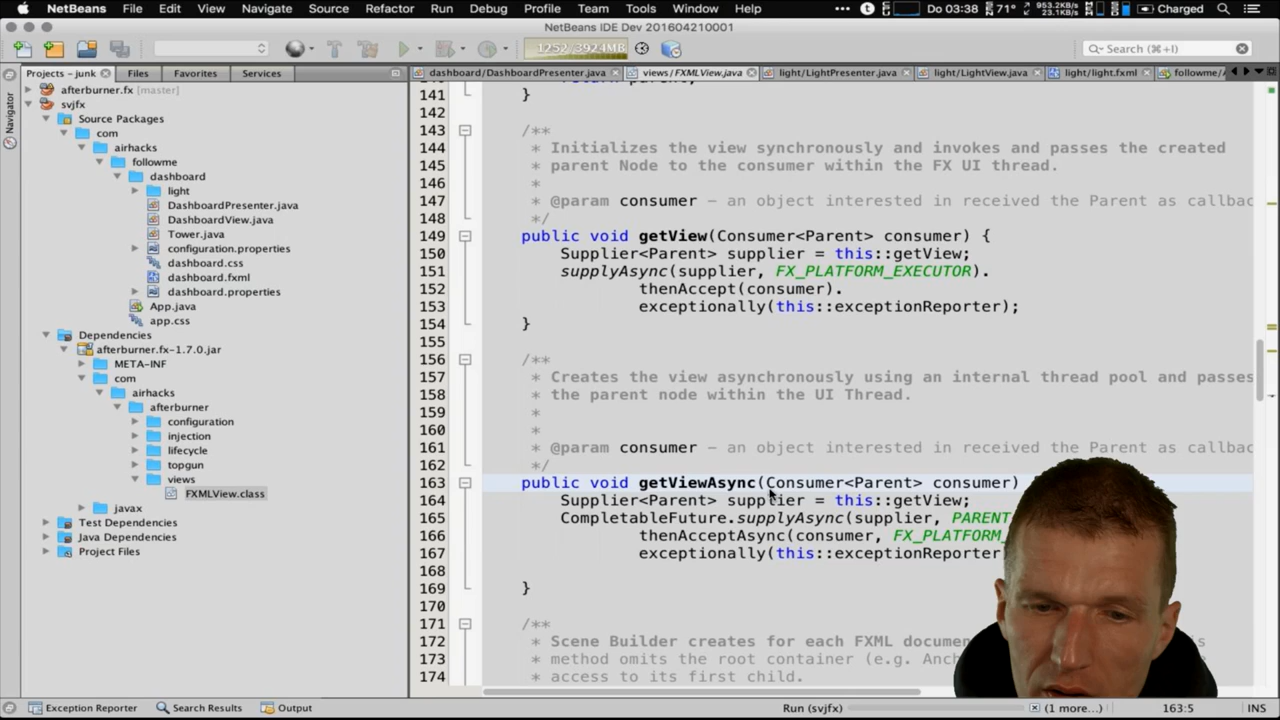 NetBeans File Edit View Navigate Source Refactor Run Debug Profile Team Tools Window Help
71° Do 03:38 953.2KB/s 23.1KB/s Charged
NetBeans IDE Dev 201604210001
1752 3924MB
Search (⌘+I)
Projects - junk Files Favorites Services
dashboard/DashboardPresenter.java views/FXMLView.java light/LightPresenter.java light/LightView.java light/light.fxml followme/
Navigator
afterburner.fx [master]
svjfx
Source Packages
com
airhacks
followme
dashboard
light
DashboardPresenter.java
DashboardView.java
Tower.java
configuration.properties
dashboard.css
dashboard.fxml
dashboard.properties
App.java
app.css
Dependencies
afterburner.fx-1.7.0.jar
META-INF
com
airhacks
afterburner
configuration
injection
lifecycle
topgun
views
FXMLView.class
javax
Test Dependencies
Java Dependencies
Project Files
141 }
142
143 /**
144 * Initializes the view synchronously and invokes and passes the created
145 * parent Node to the consumer within the FX UI thread.
146 *
147 * @param consumer - an object interested in received the Parent as callbac
148 */
149 public void getView(Consumer<Parent> consumer) {
150 Supplier<Parent> supplier = this::getView;
151 supplyAsync(supplier, FX_PLATFORM_EXECUTOR).
152 thenAccept(consumer).
153 exceptionally(this::exceptionReporter);
154 }
155
156 /**
157 * Creates the view asynchronously using an internal thread pool and passes
158 * the parent node within the UI Thread.
159 *
160 *
161 * @param consumer - an object interested in received the Parent as callbac
162 */
163 public void getViewAsync(Consumer<Parent> consumer)
164 Supplier<Parent> supplier = this::getView;
165 CompletableFuture.supplyAsync(supplier, PARENT
166 thenAcceptAsync(consumer, FX_PLATFORM_
167 exceptionally(this::exceptionReporter
168
169 }
170
171 /**
172 * Scene Builder creates for each FXML docum
173 * method omits the root container (e.g. Anc
174 * access to its first child.
Exception Reporter Search Results Output
Run (svjfx) (1 more...) 163:5 INS